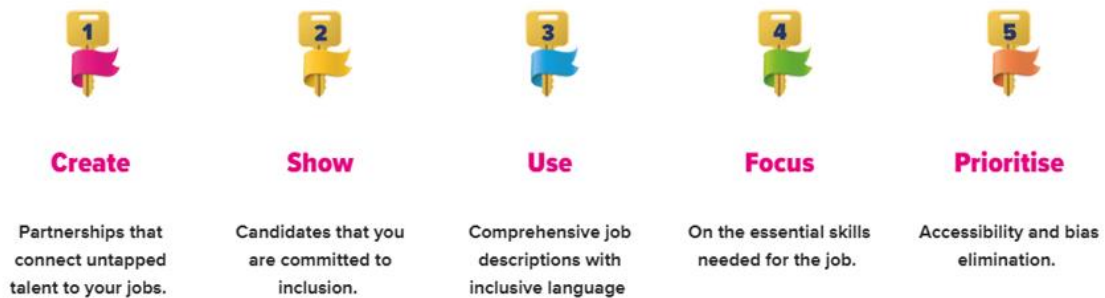 1
2
3
4
5
Create
Show
Use
Focus
Prioritise
Partnerships that
connect untapped
talent to your jobs.
Candidates that you
are committed to
inclusion.
Comprehensive job
descriptions with
inclusive language
On the essential skills
needed for the job.
Accessibility and bias
elimination.